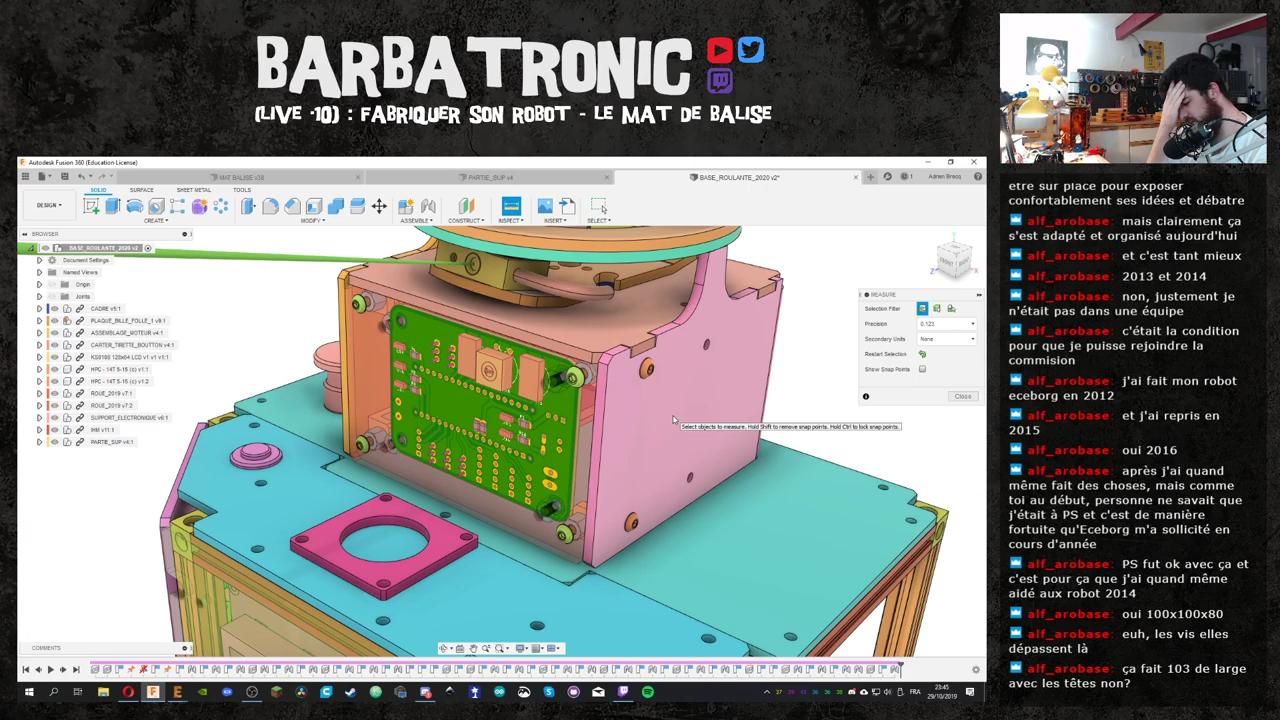 BARBATRONIC
(LIVE -10) : FABRIQUER SON ROBOT - LE MAT DE BALISE
Autodesk Fusion 360 (Education License)
MAT BALISE v38
PARTIE_SUP v4
BASE_ROULANTE_2020 v2*
1
Adrien Brecq
SOLID
SURFACE
SHEET METAL
TOOLS
DESIGN
CREATE
MODIFY
ASSEMBLE
CONSTRUCT
INSPECT
INSERT
SELECT
BROWSER
BASE_ROULANTE_2020 v2
Document Settings
Named Views
Origin
Joints
CADRE v5:1
PLAQUE_BILLE_FOLLE_1 v9:1
ASSEMBLAGE_MOTEUR v4:1
CARTER_TIRETTE_BOUTTON v4:1
KS0108 128x64 LCD v1 v1:1
HPC - 14T 5-15 (c) v1:1
HPC - 14T 5-15 (c) v1:2
ROUE_2019 v7:1
ROUE_2019 v7:2
SUPPORT_ELECTRONIQUE v6:1
IHM v11:1
PARTIE_SUP v4:1
MEASURE
Selection Filter
Precision
0.123
Secondary Units
None
Restart Selection
Show Snap Points
Close
Select objects to measure. Hold Shift to remove snap points. Hold Ctrl to lock snap points.
COMMENTS
FRA
23:45
29/10/2019
etre sur place pour exposer
confortablement ses idées et débatre
alf_arobase: mais clairement ça
s'est adapté et organisé aujourd'hui
alf_arobase: et c'est tant mieux
alf_arobase: 2013 et 2014
alf_arobase: non, justement je
n'était pas dans une équipe
alf_arobase: c'était la condition
pour que je puisse rejoindre la
commision
alf_arobase: j'ai fait mon robot
eceborg en 2012
alf_arobase: et j'ai repris en
2015
alf_arobase: oui 2016
alf_arobase: après j'ai quand
même fait des choses, mais comme
toi au début, personne ne savait que
j'était à PS et c'est de manière
fortuite qu'Eceborg m'a sollicité en
cours d'année
alf_arobase: PS fut ok avec ça et
c'est pour ça que j'ai quand même
aidé aux robot 2014
alf_arobase: oui 100x100x80
alf_arobase: euh, les vis elles
dépassent là
alf_arobase: ça fait 103 de large
avec les têtes non?